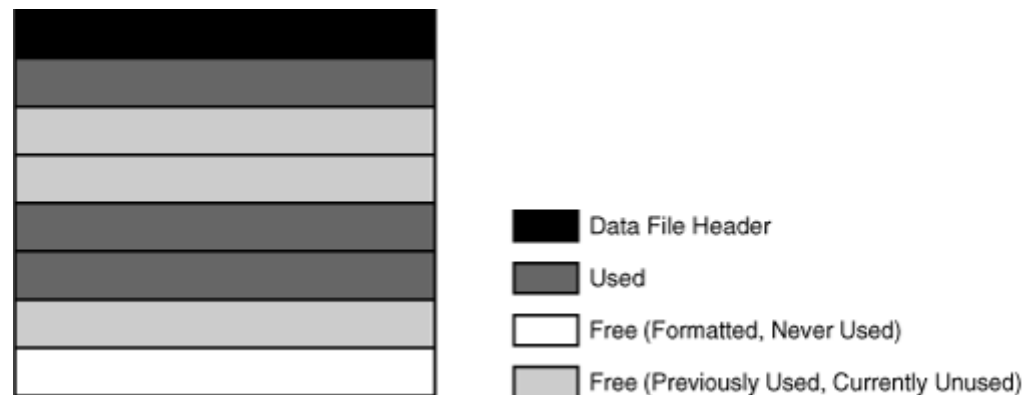 Data File Header
Used
Free (Formatted, Never Used)
Free (Previously Used, Currently Unused)